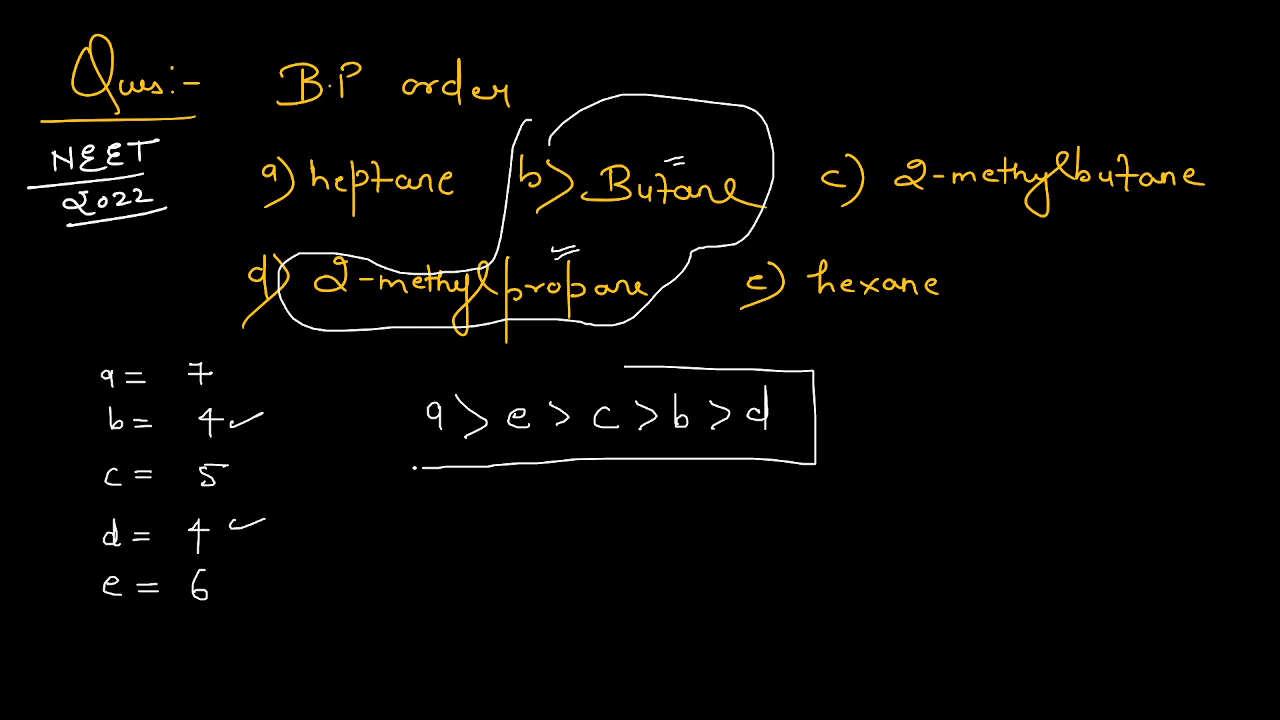 Ques:- B.P order
NEET
2022
a) heptane b) Butane c) 2-methylbutane
d) 2-methylpropane e) hexane
a = 7
b = 4 ✓
c = 5
d = 4 ✓
e = 6
a > e > c > b > d